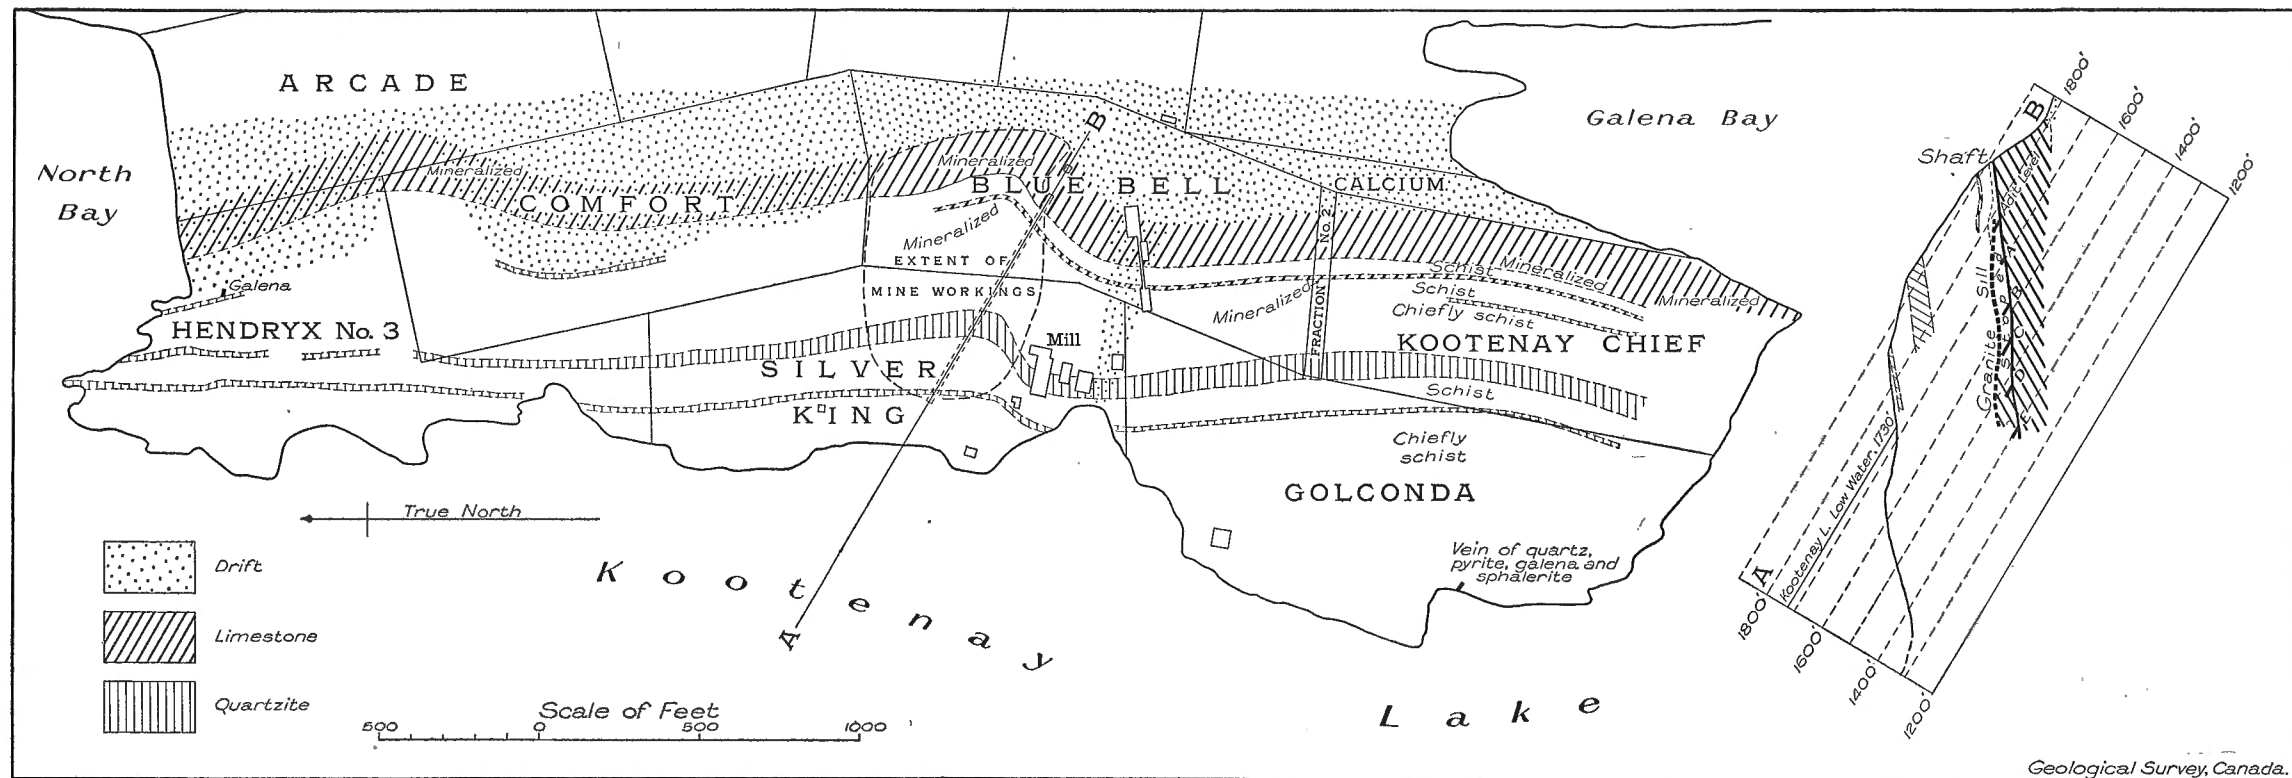 ARCADE
North
Bay
Galena Bay
Mineralized
COMFORT
Mineralized
BLUE BELL
CALCIUM
B
Mineralized
EXTENT OF
MINE WORKINGS
No. 2
FRACTION
Mineralized
Schist
Mineralized
Schist
Chiefly schist
Mineralized
Galena
HENDRYX No. 3
Mill
KOOTENAY CHIEF
SILVER
KING
Schist
Chiefly
schist
GOLCONDA
True North
Vein of quartz,
pyrite, galena and
sphalerite
Drift
Limestone
Quartzite
Kootenay
Lake
A
Scale of Feet
500 0 500 1000
B
1800'
1600'
1400'
1200'
Shaft
Adit level
Granite Sill
A
B
C
D
E
Kootenay L. Low Water, 1730'
A
1800'
1600'
1400'
1200'
Geological Survey, Canada.